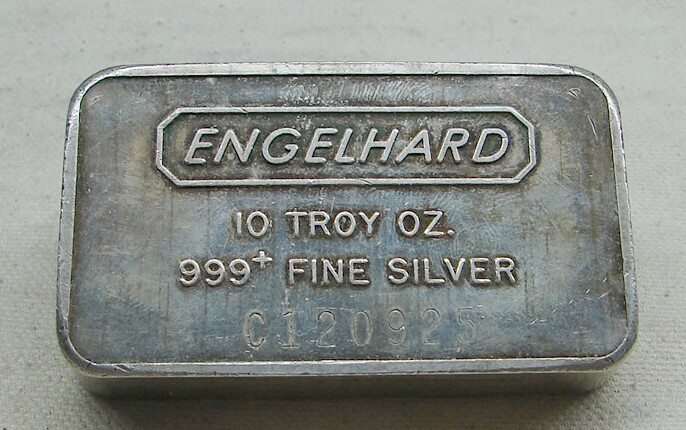 ENGELHARD
10 TROY OZ.
999+ FINE SILVER
C120925